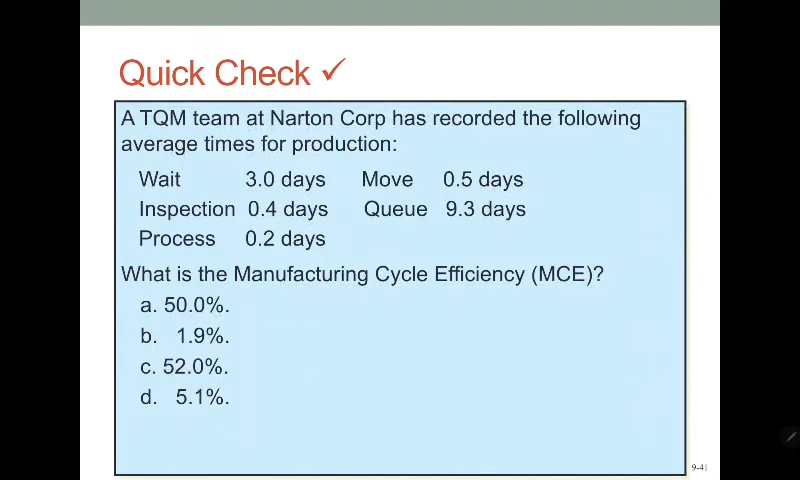 Quick Check ✓
A TQM team at Narton Corp has recorded the following
average times for production:
Wait 3.0 days Move 0.5 days
Inspection 0.4 days Queue 9.3 days
Process 0.2 days
What is the Manufacturing Cycle Efficiency (MCE)?
a. 50.0%.
b. 1.9%.
c. 52.0%.
d. 5.1%.
9-41